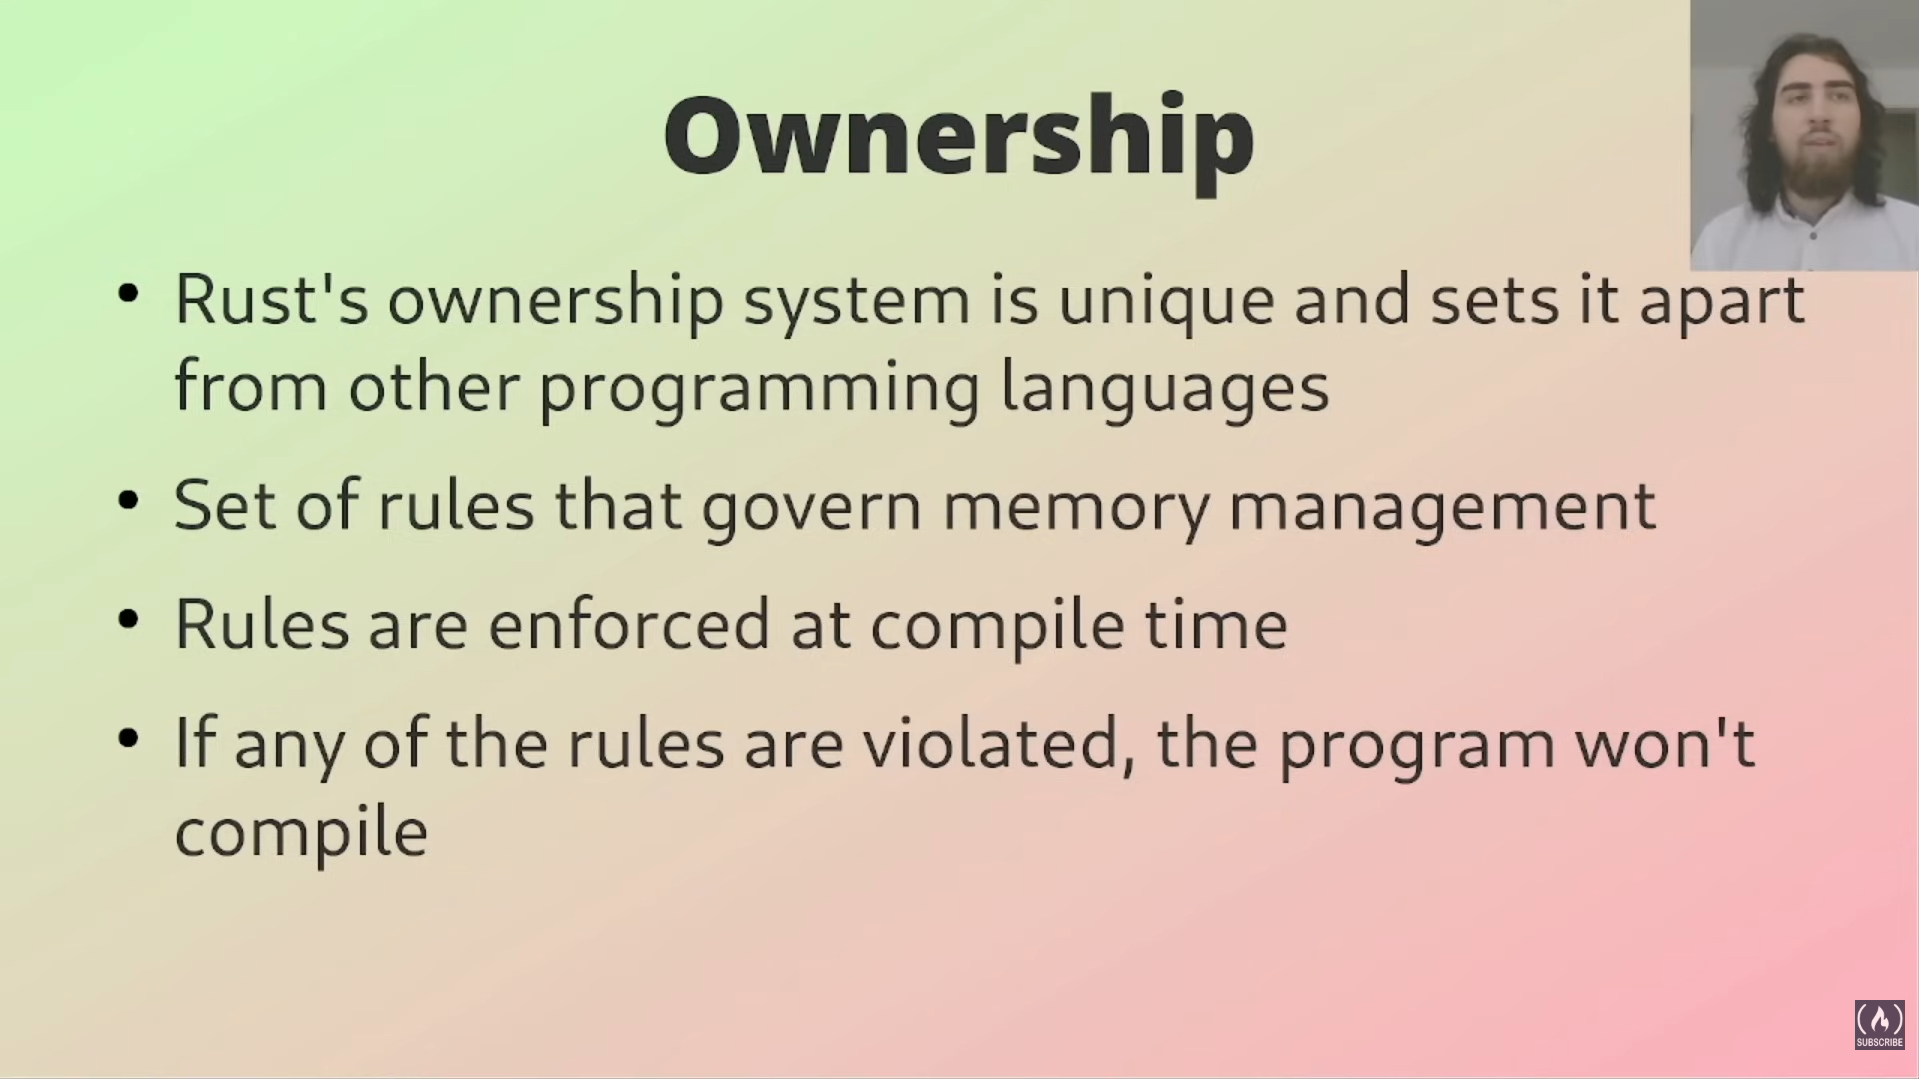 Ownership
• Rust's ownership system is unique and sets it apart
from other programming languages
• Set of rules that govern memory management
• Rules are enforced at compile time
• If any of the rules are violated, the program won't
compile
SUBSCRIBE